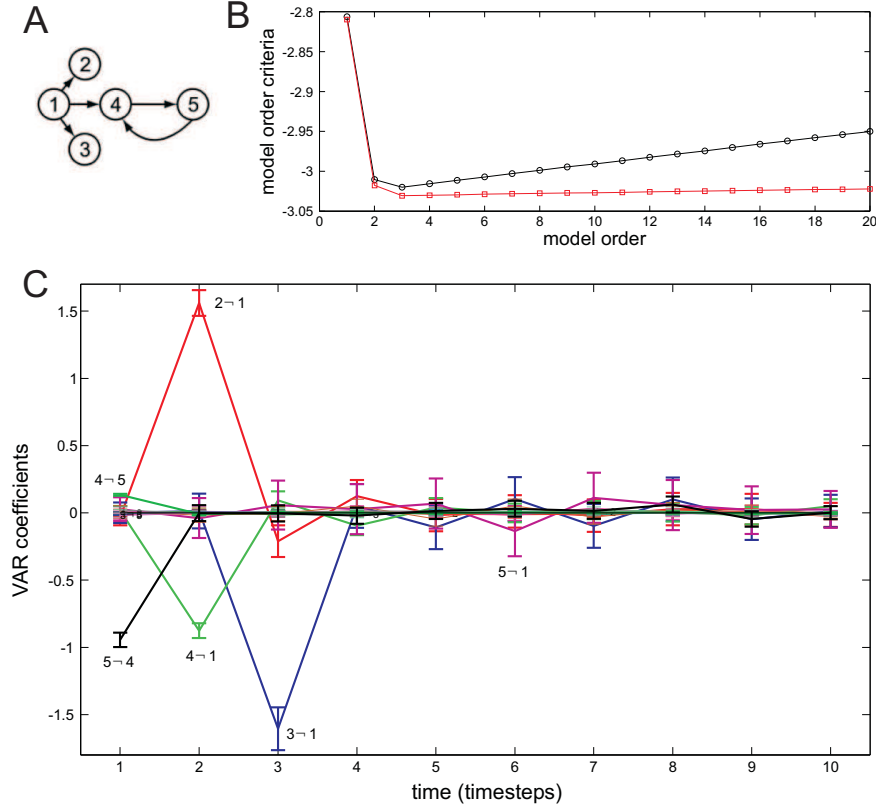 A
1
2
3
4
5
B
model order criteria
-2.8
-2.85
-2.9
-2.95
-3
-3.05
0 2 4 6 8 10 12 14 16 18 20
model order
C
VAR coefficients
1.5
1
0.5
0
-0.5
-1
-1.5
2¬1
4¬5
5¬4
4¬1
3¬1
5¬1
1 2 3 4 5 6 7 8 9 10
time (timesteps)